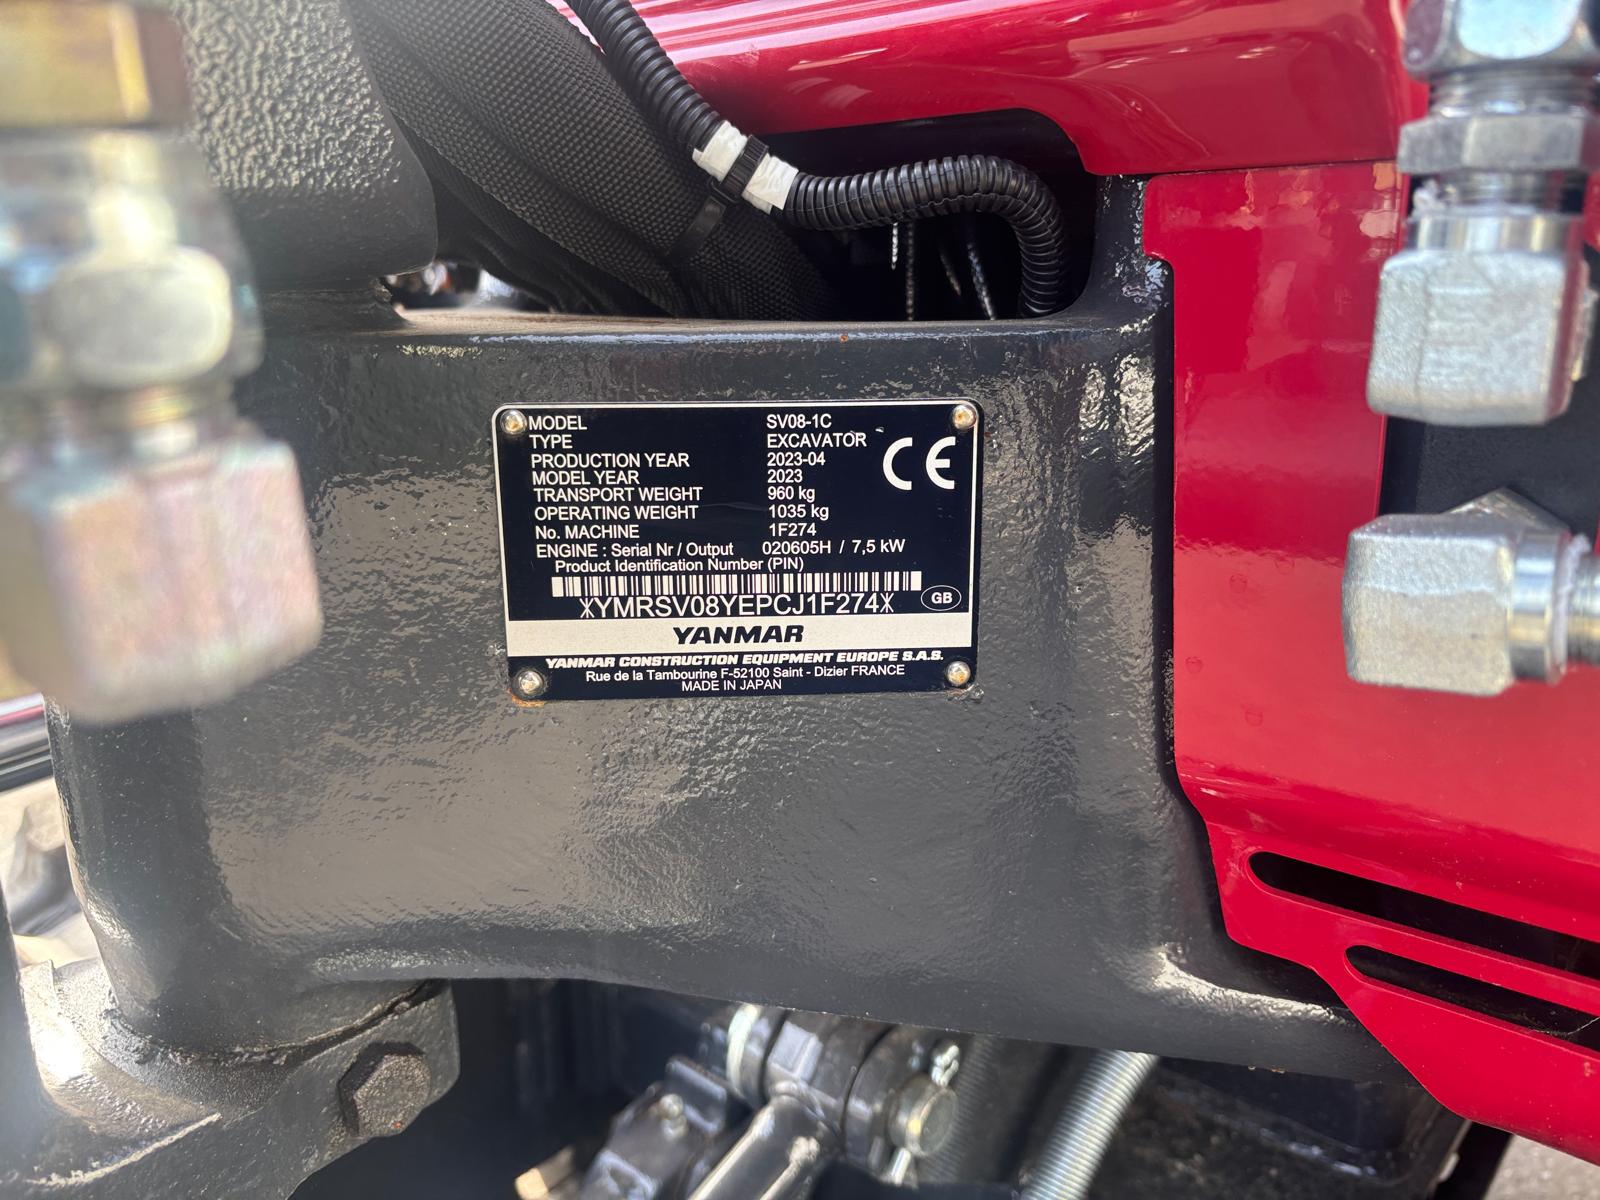 MODEL SV08-1C
TYPE EXCAVATOR
PRODUCTION YEAR 2023-04
MODEL YEAR 2023
TRANSPORT WEIGHT 960 kg
OPERATING WEIGHT 1035 kg
No. MACHINE 1F274
ENGINE : Serial Nr / Output 020605H / 7,5 kW
Product Identification Number (PIN)
*YMRSV08YEPCJ1F274*
CE
GB
YANMAR
YANMAR CONSTRUCTION EQUIPMENT EUROPE S.A.S.
Rue de la Tambourine F-52100 Saint - Dizier FRANCE
MADE IN JAPAN